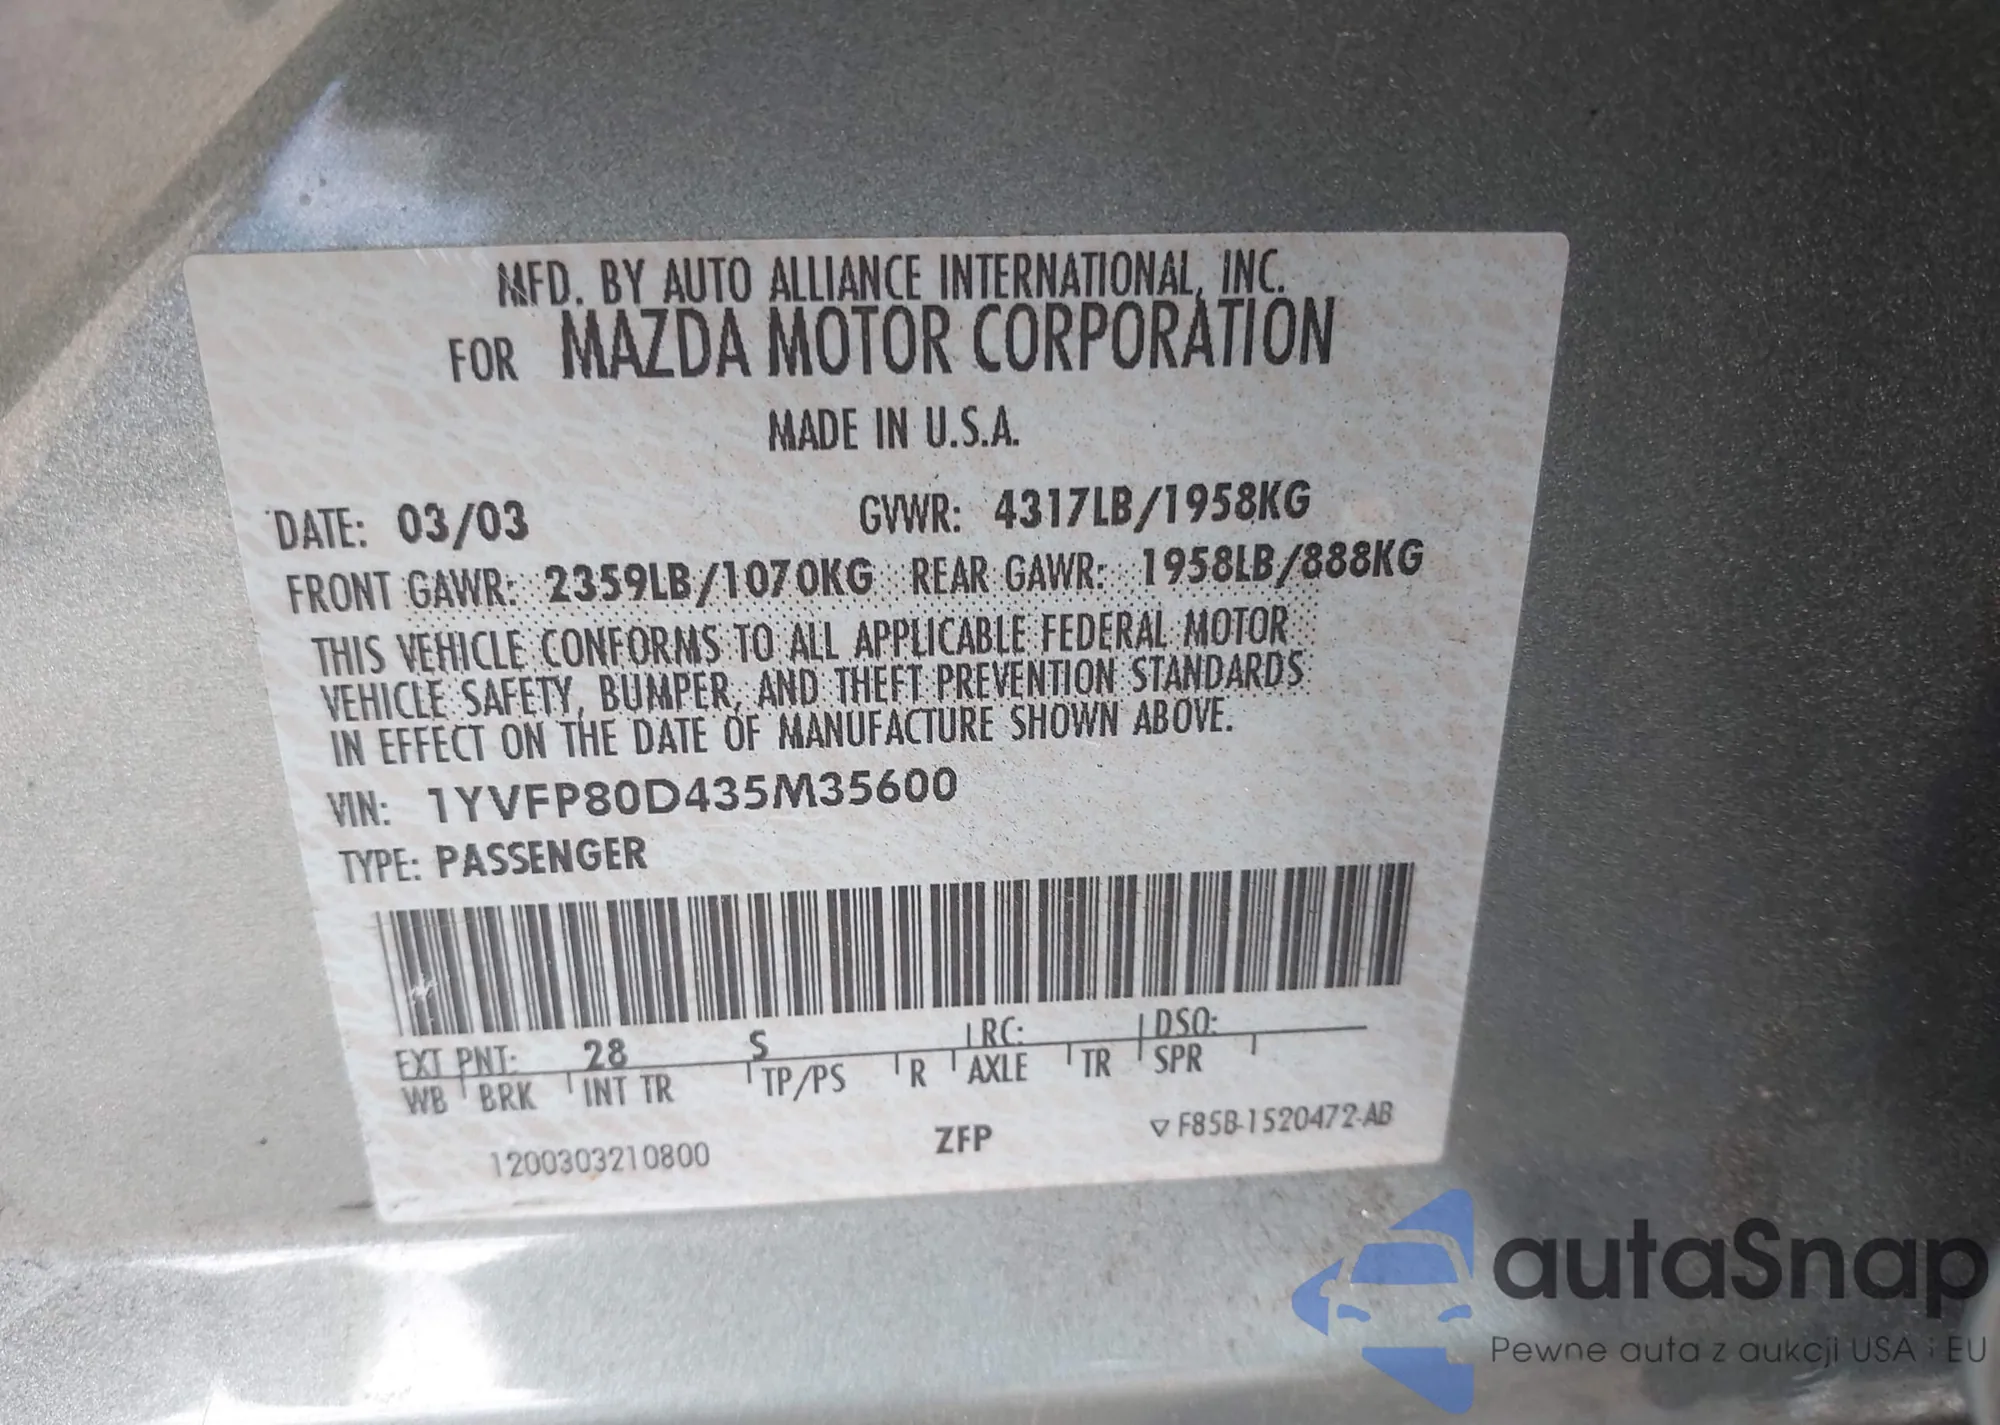 MFD. BY AUTO ALLIANCE INTERNATIONAL, INC.
FOR MAZDA MOTOR CORPORATION
MADE IN U.S.A.
DATE: 03/03 GVWR: 4317LB/1958KG
FRONT GAWR: 2359LB/1070KG REAR GAWR: 1958LB/888KG
THIS VEHICLE CONFORMS TO ALL APPLICABLE FEDERAL MOTOR
VEHICLE SAFETY, BUMPER, AND THEFT PREVENTION STANDARDS
IN EFFECT ON THE DATE OF MANUFACTURE SHOWN ABOVE.
VIN: 1YVFP80D435M35600
TYPE: PASSENGER
EXT PNT: 28 S RC: DSO:
WB BRK INT TR TP/PS R AXLE TR SPR
1200303210800 ZFP ▽ F85B-1520472-AB
autaSnap
Pewne auta z aukcji USA i EU